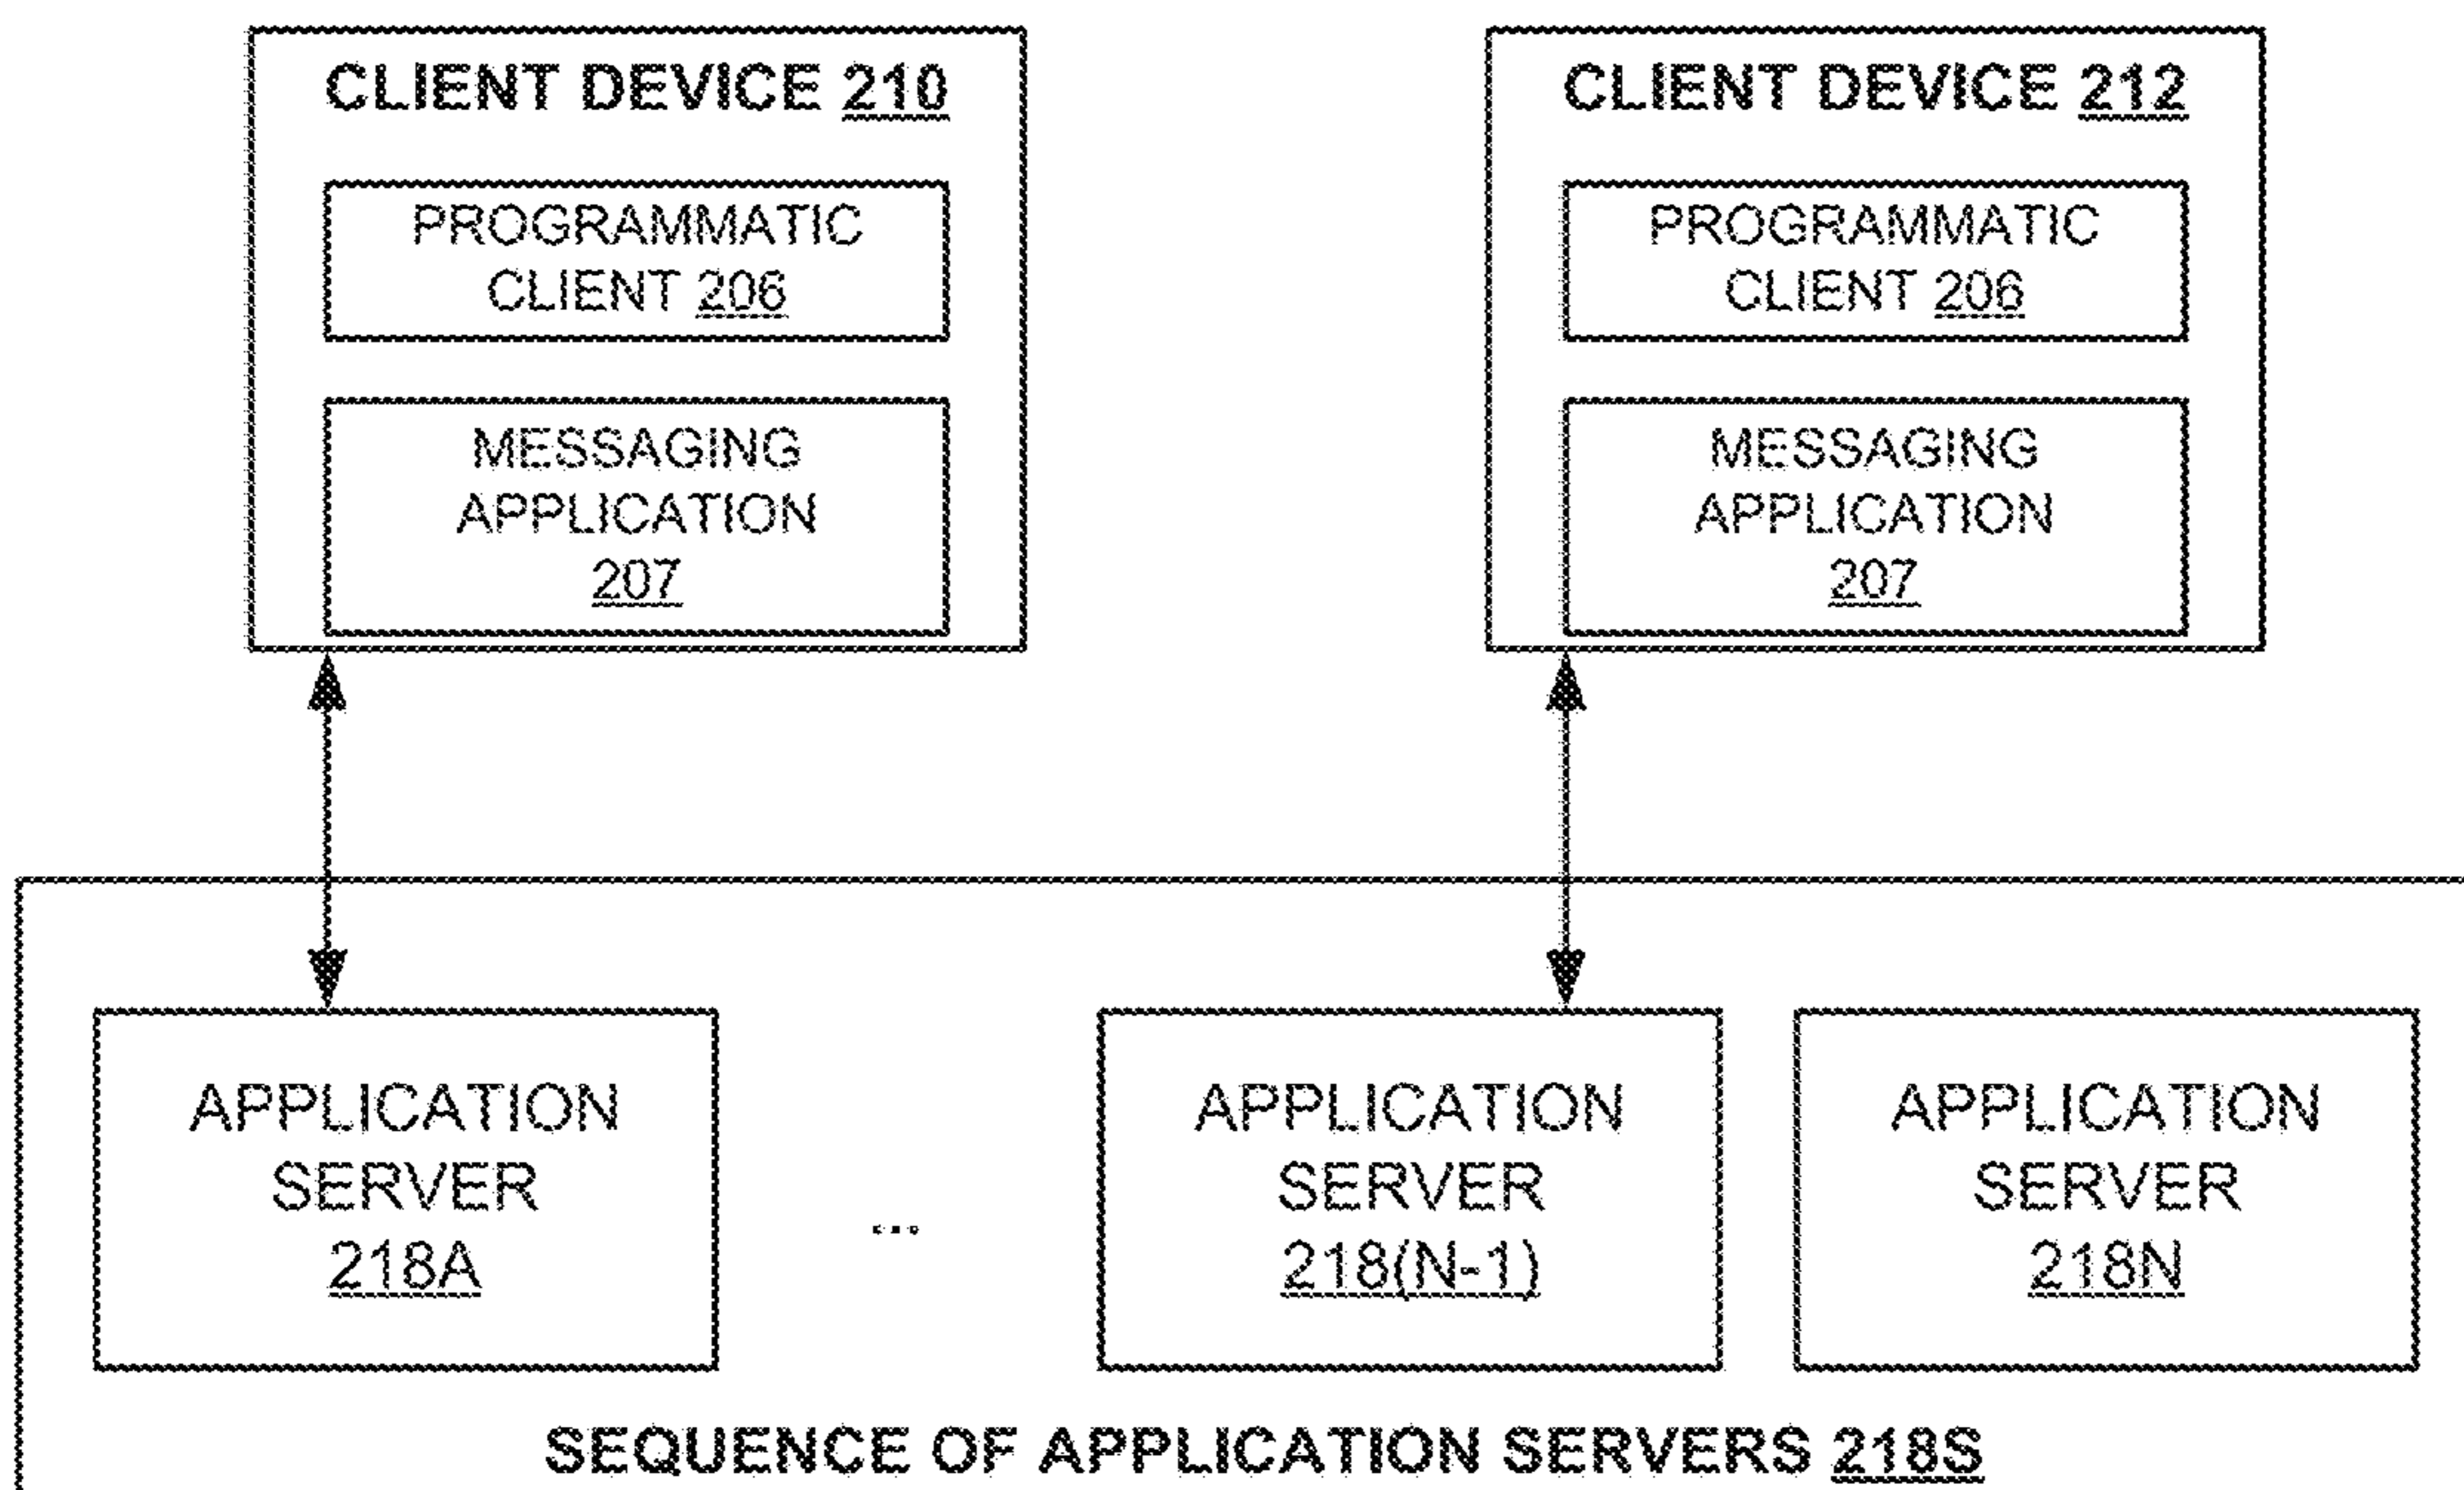 CLIENT DEVICE 210
PROGRAMMATIC
CLIENT 206
MESSAGING
APPLICATION
207
CLIENT DEVICE 212
PROGRAMMATIC
CLIENT 206
MESSAGING
APPLICATION
207
APPLICATION
SERVER
218A
...
APPLICATION
SERVER
218(N-1)
APPLICATION
SERVER
218N
SEQUENCE OF APPLICATION SERVERS 218S